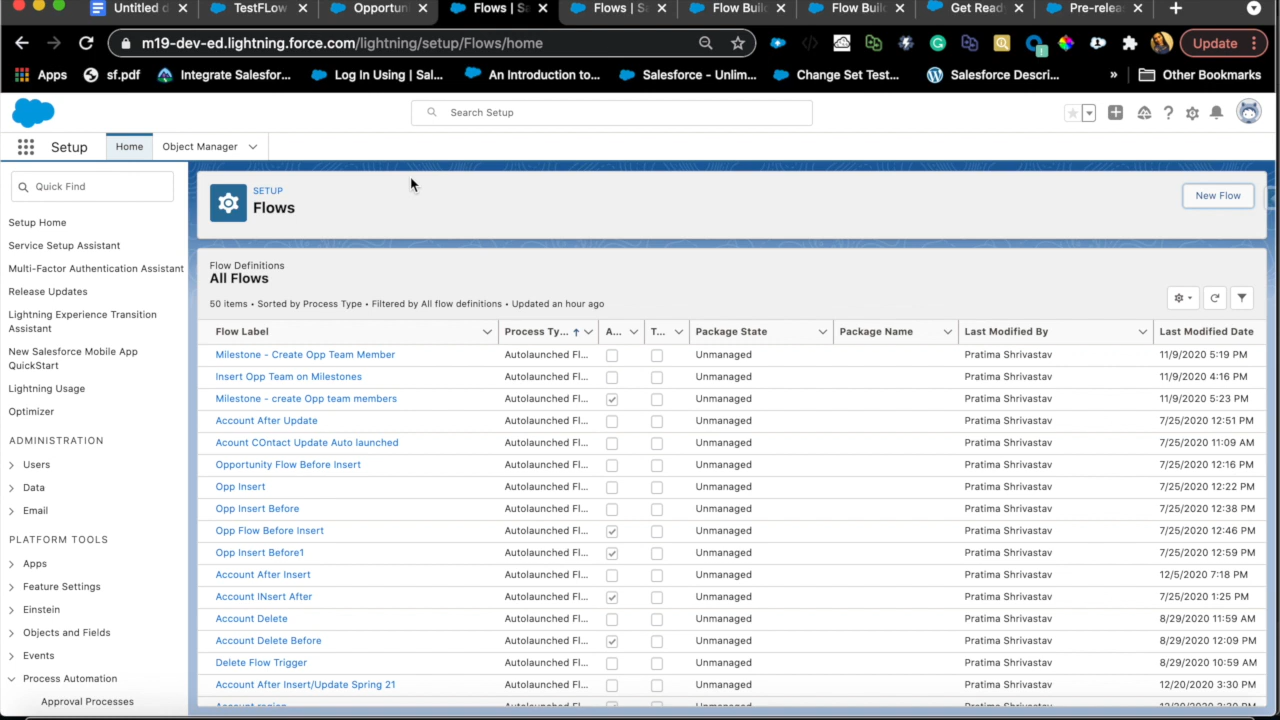 Untitled d
TestFLow
Opportun
Flows | Sa
Flows | Sa
Flow Buil
Flow Buil
Get Read
Pre-relea
m19-dev-ed.lightning.force.com/lightning/setup/Flows/home
Update
Apps
sf.pdf
Integrate Salesfor...
Log In Using | Sal...
An Introduction to...
Salesforce - Unlim...
Change Set Test...
Salesforce Descri...
»
Other Bookmarks
Search Setup
Setup
Home
Object Manager
Quick Find
SETUP
Flows
New Flow
Setup Home
Service Setup Assistant
Multi-Factor Authentication Assistant
Release Updates
Lightning Experience Transition
Assistant
New Salesforce Mobile App
QuickStart
Lightning Usage
Optimizer
ADMINISTRATION
Users
Data
Email
PLATFORM TOOLS
Apps
Feature Settings
Einstein
Objects and Fields
Events
Process Automation
Approval Processes
Flow Definitions
All Flows
50 items • Sorted by Process Type • Filtered by All flow definitions • Updated an hour ago
Flow Label Process Ty... A... T... Package State Package Name Last Modified By Last Modified Date
Milestone - Create Opp Team Member Autolaunched Fl... Unmanaged Pratima Shrivastav 11/9/2020 5:19 PM
Insert Opp Team on Milestones Autolaunched Fl... Unmanaged Pratima Shrivastav 11/9/2020 4:16 PM
Milestone - create Opp team members Autolaunched Fl... Unmanaged Pratima Shrivastav 11/9/2020 5:23 PM
Account After Update Autolaunched Fl... Unmanaged Pratima Shrivastav 7/25/2020 12:51 PM
Acount COntact Update Auto launched Autolaunched Fl... Unmanaged Pratima Shrivastav 7/25/2020 11:09 AM
Opportunity Flow Before Insert Autolaunched Fl... Unmanaged Pratima Shrivastav 7/25/2020 12:16 PM
Opp Insert Autolaunched Fl... Unmanaged Pratima Shrivastav 7/25/2020 12:22 PM
Opp Insert Before Autolaunched Fl... Unmanaged Pratima Shrivastav 7/25/2020 12:38 PM
Opp Flow Before Insert Autolaunched Fl... Unmanaged Pratima Shrivastav 7/25/2020 12:46 PM
Opp Insert Before1 Autolaunched Fl... Unmanaged Pratima Shrivastav 7/25/2020 12:59 PM
Account After Insert Autolaunched Fl... Unmanaged Pratima Shrivastav 12/5/2020 7:18 PM
Account INsert After Autolaunched Fl... Unmanaged Pratima Shrivastav 7/25/2020 1:25 PM
Account Delete Autolaunched Fl... Unmanaged Pratima Shrivastav 8/29/2020 11:59 AM
Account Delete Before Autolaunched Fl... Unmanaged Pratima Shrivastav 8/29/2020 12:09 PM
Delete Flow Trigger Autolaunched Fl... Unmanaged Pratima Shrivastav 8/29/2020 10:59 AM
Account After Insert/Update Spring 21 Autolaunched Fl... Unmanaged Pratima Shrivastav 12/20/2020 3:30 PM